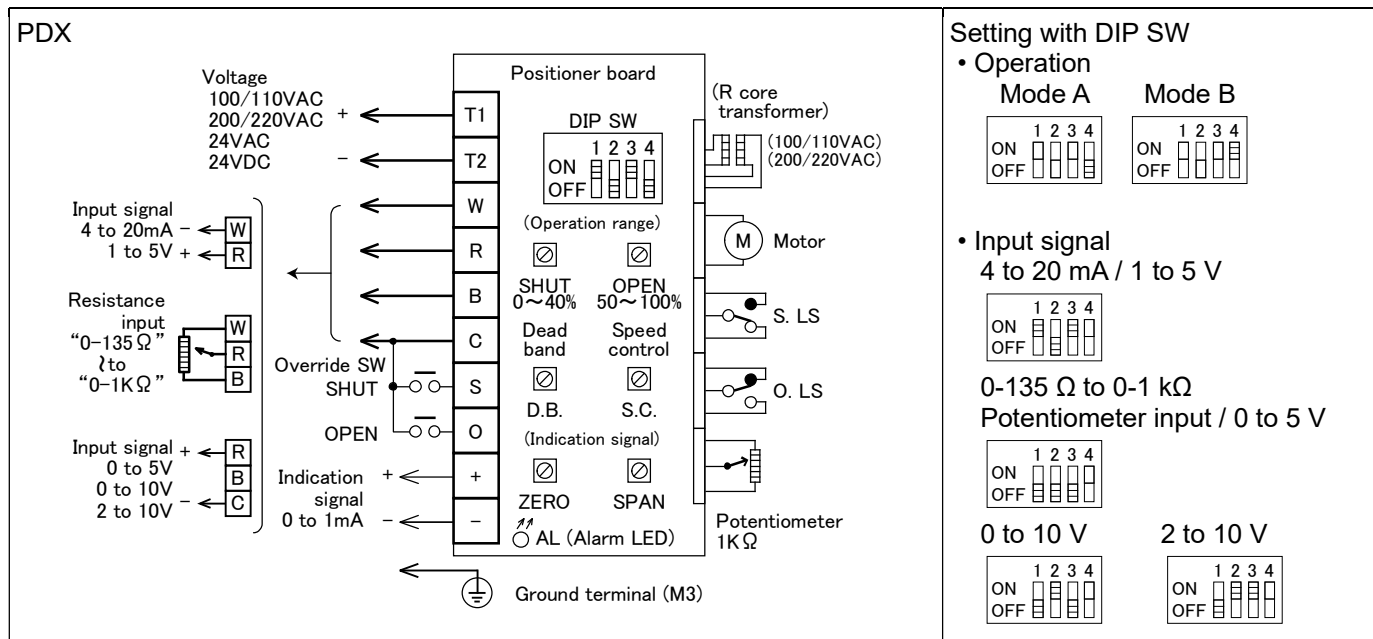 PDX
Voltage
100/110VAC
200/220VAC
24VAC
24VDC
+
-
Input signal
4 to 20mA -
1 to 5V +
W
R
Resistance
input
“0-135Ω”
~to
“0-1KΩ”
W
R
B
Input signal +
0 to 5V
0 to 10V
2 to 10V -
R
B
C
Override SW
SHUT
OPEN
Indication
signal
0 to 1mA
+
-
T1
T2
W
R
B
C
S
O
+
-
Positioner board
DIP SW
1 2 3 4
ON
OFF
(Operation range)
SHUT
0~40%
OPEN
50~100%
Dead
band
Speed
control
D.B.
S.C.
(Indication signal)
ZERO
SPAN
AL (Alarm LED)
Ground terminal (M3)
(R core
transformer)
(100/110VAC)
(200/220VAC)
M
Motor
S. LS
O. LS
Potentiometer
1KΩ
Setting with DIP SW
• Operation
Mode A
Mode B
1 2 3 4
ON
OFF
1 2 3 4
ON
OFF
• Input signal
4 to 20 mA / 1 to 5 V
1 2 3 4
ON
OFF
0-135 Ω to 0-1 kΩ
Potentiometer input / 0 to 5 V
1 2 3 4
ON
OFF
0 to 10 V
2 to 10 V
1 2 3 4
ON
OFF
1 2 3 4
ON
OFF